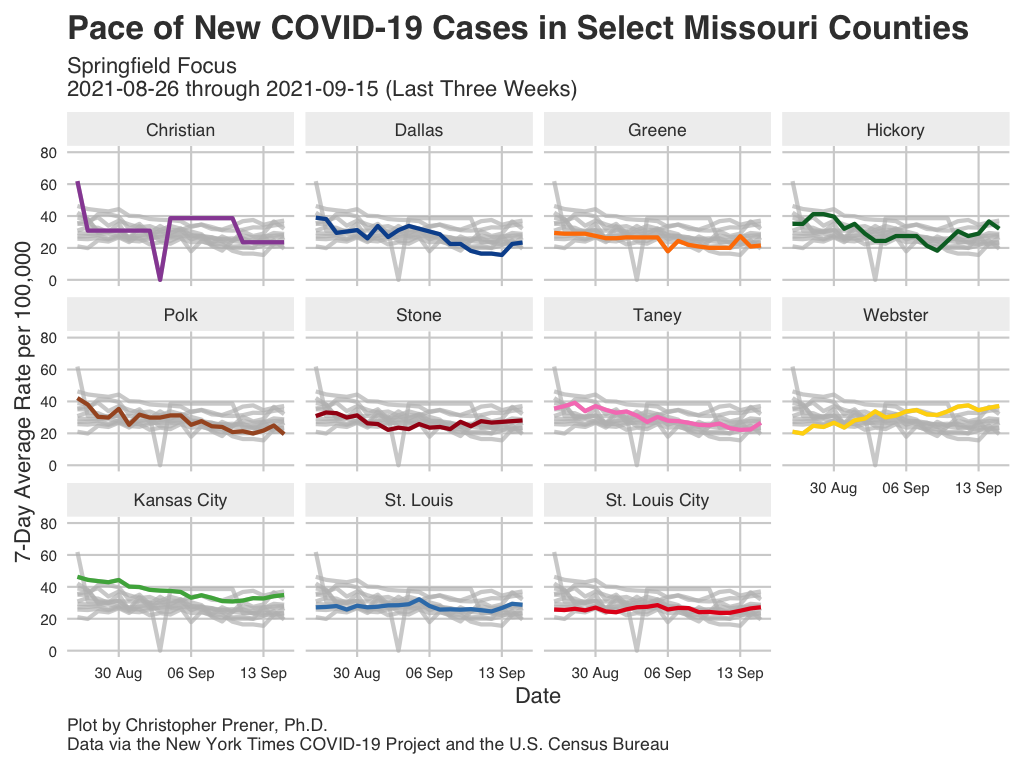 Pace of New COVID-19 Cases in Select Missouri Counties
Springfield Focus
2021-08-26 through 2021-09-15 (Last Three Weeks)
Christian
Dallas
Greene
Hickory
80
60
40
20
0
Polk
Stone
Taney
Webster
80
60
40
20
0
30 Aug
06 Sep
13 Sep
Kansas City
St. Louis
St. Louis City
80
60
40
20
0
30 Aug
06 Sep
13 Sep
30 Aug
06 Sep
13 Sep
30 Aug
06 Sep
13 Sep
7-Day Average Rate per 100,000
Date
Plot by Christopher Prener, Ph.D.
Data via the New York Times COVID-19 Project and the U.S. Census Bureau